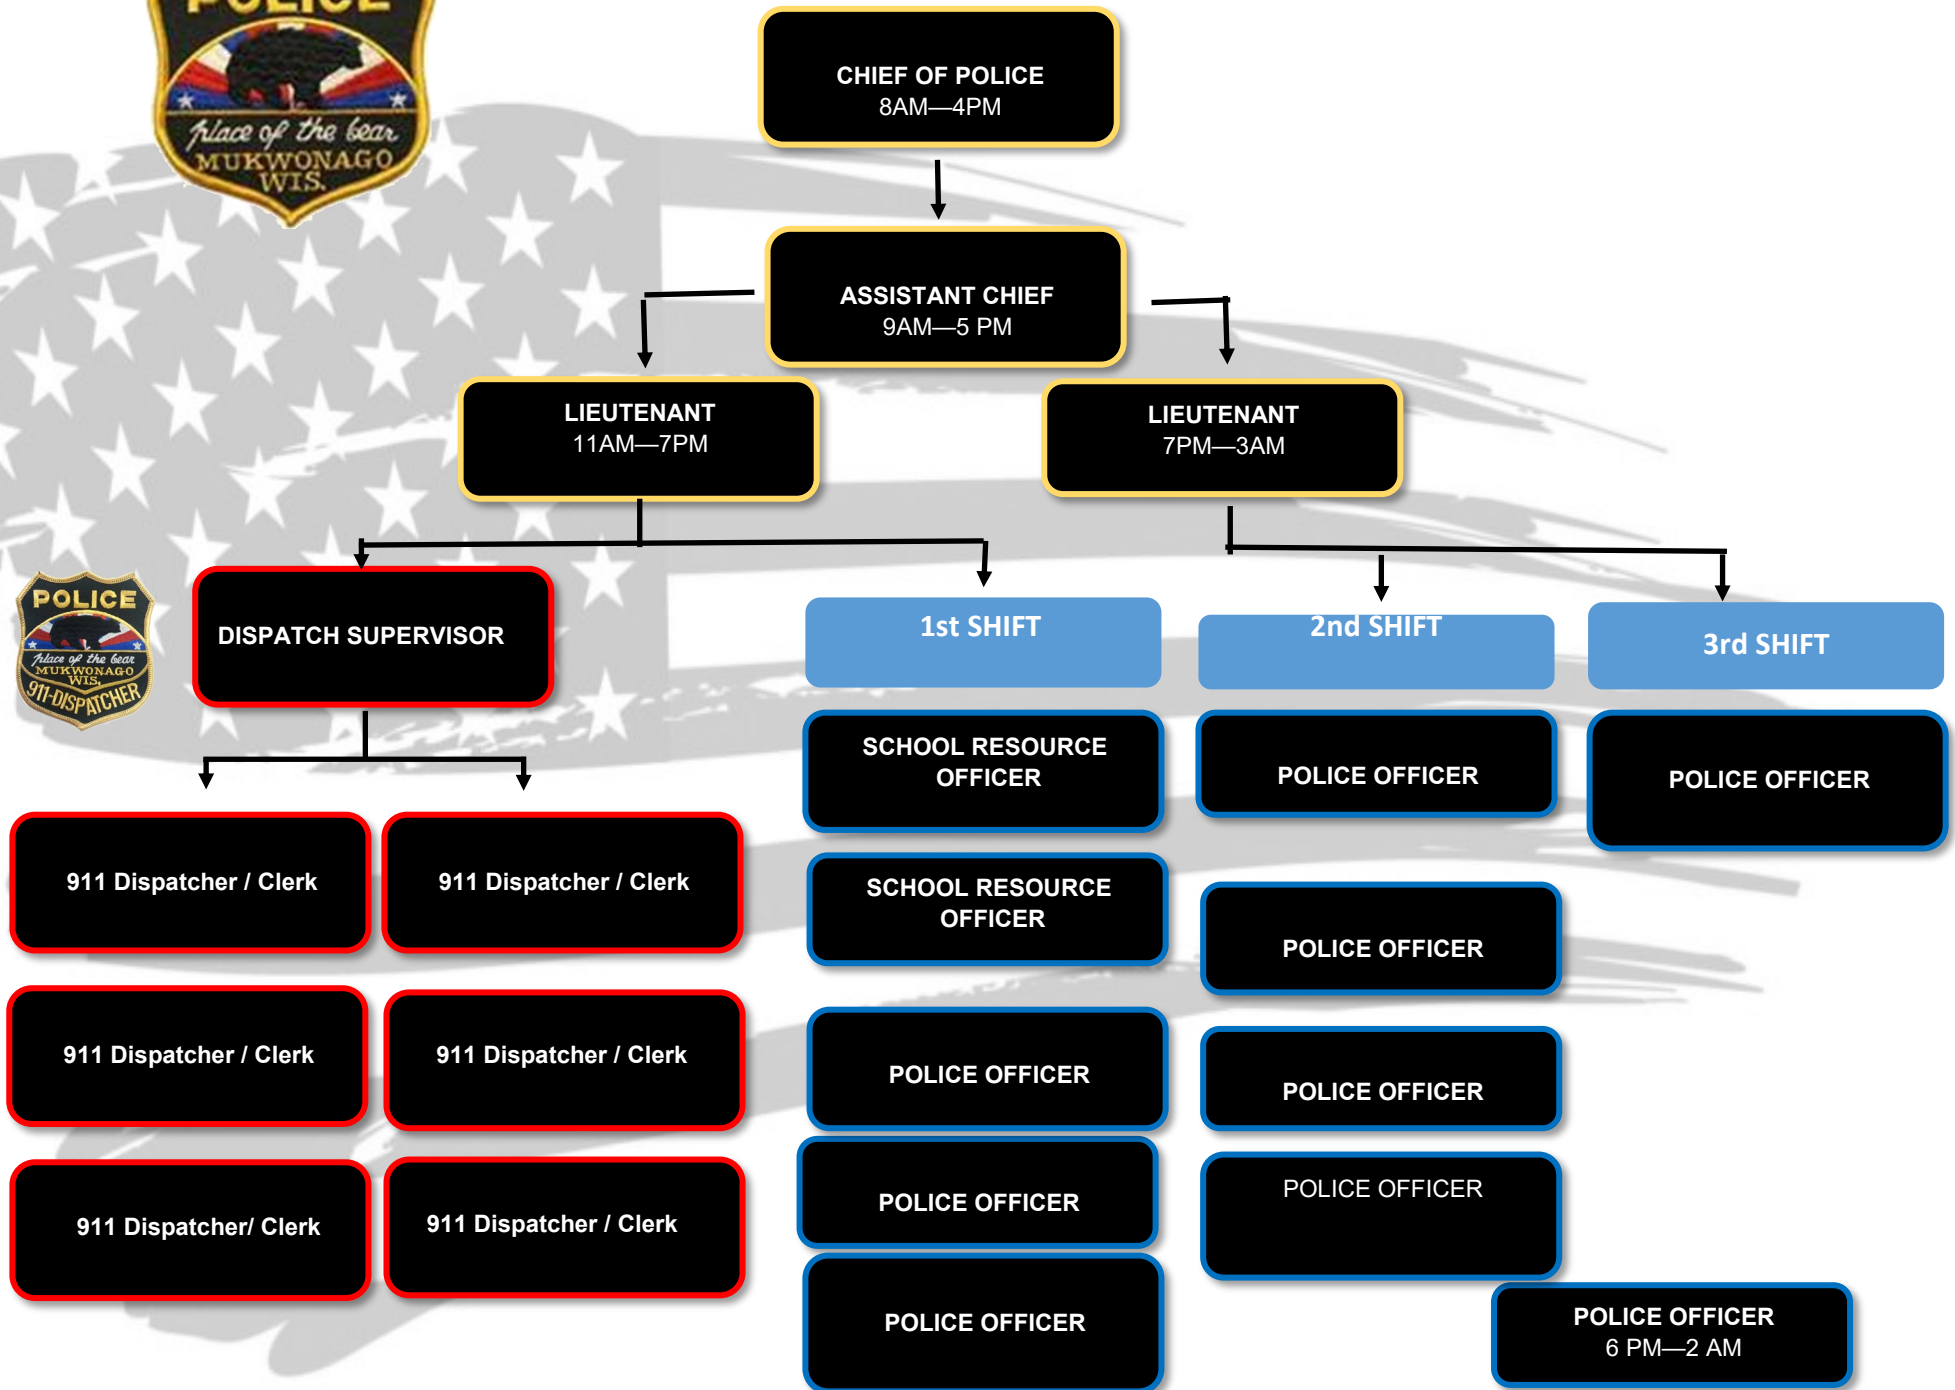 POLICE
place of the bear
MUKWONAGO
WIS.
CHIEF OF POLICE
8AM—4PM
ASSISTANT CHIEF
9AM—5 PM
LIEUTENANT
11AM—7PM
LIEUTENANT
7PM—3AM
POLICE
place of the bear
MUKWONAGO
WIS.
911-DISPATCHER
DISPATCH SUPERVISOR
911 Dispatcher / Clerk
911 Dispatcher / Clerk
911 Dispatcher / Clerk
911 Dispatcher / Clerk
911 Dispatcher/ Clerk
911 Dispatcher / Clerk
1st SHIFT
SCHOOL RESOURCE
OFFICER
SCHOOL RESOURCE
OFFICER
POLICE OFFICER
POLICE OFFICER
POLICE OFFICER
2nd SHIFT
POLICE OFFICER
POLICE OFFICER
POLICE OFFICER
POLICE OFFICER
3rd SHIFT
POLICE OFFICER
POLICE OFFICER
6 PM—2 AM